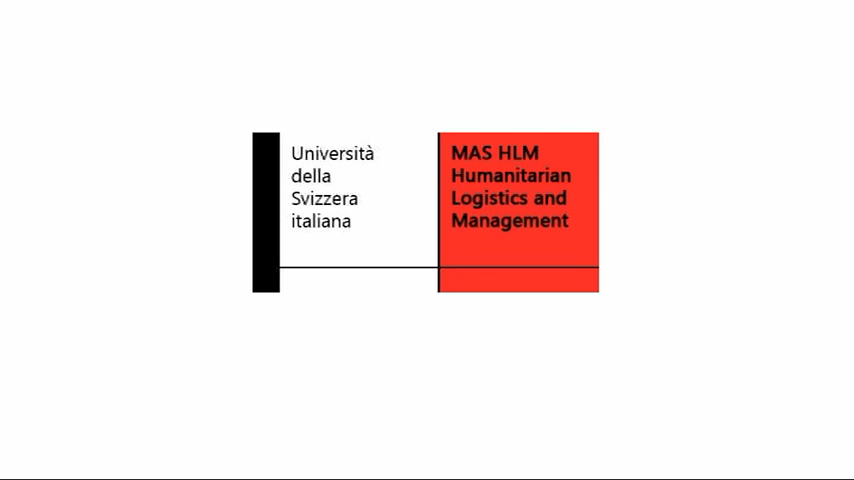 Università
della
Svizzera
italiana
MAS HLM
Humanitarian
Logistics and
Management